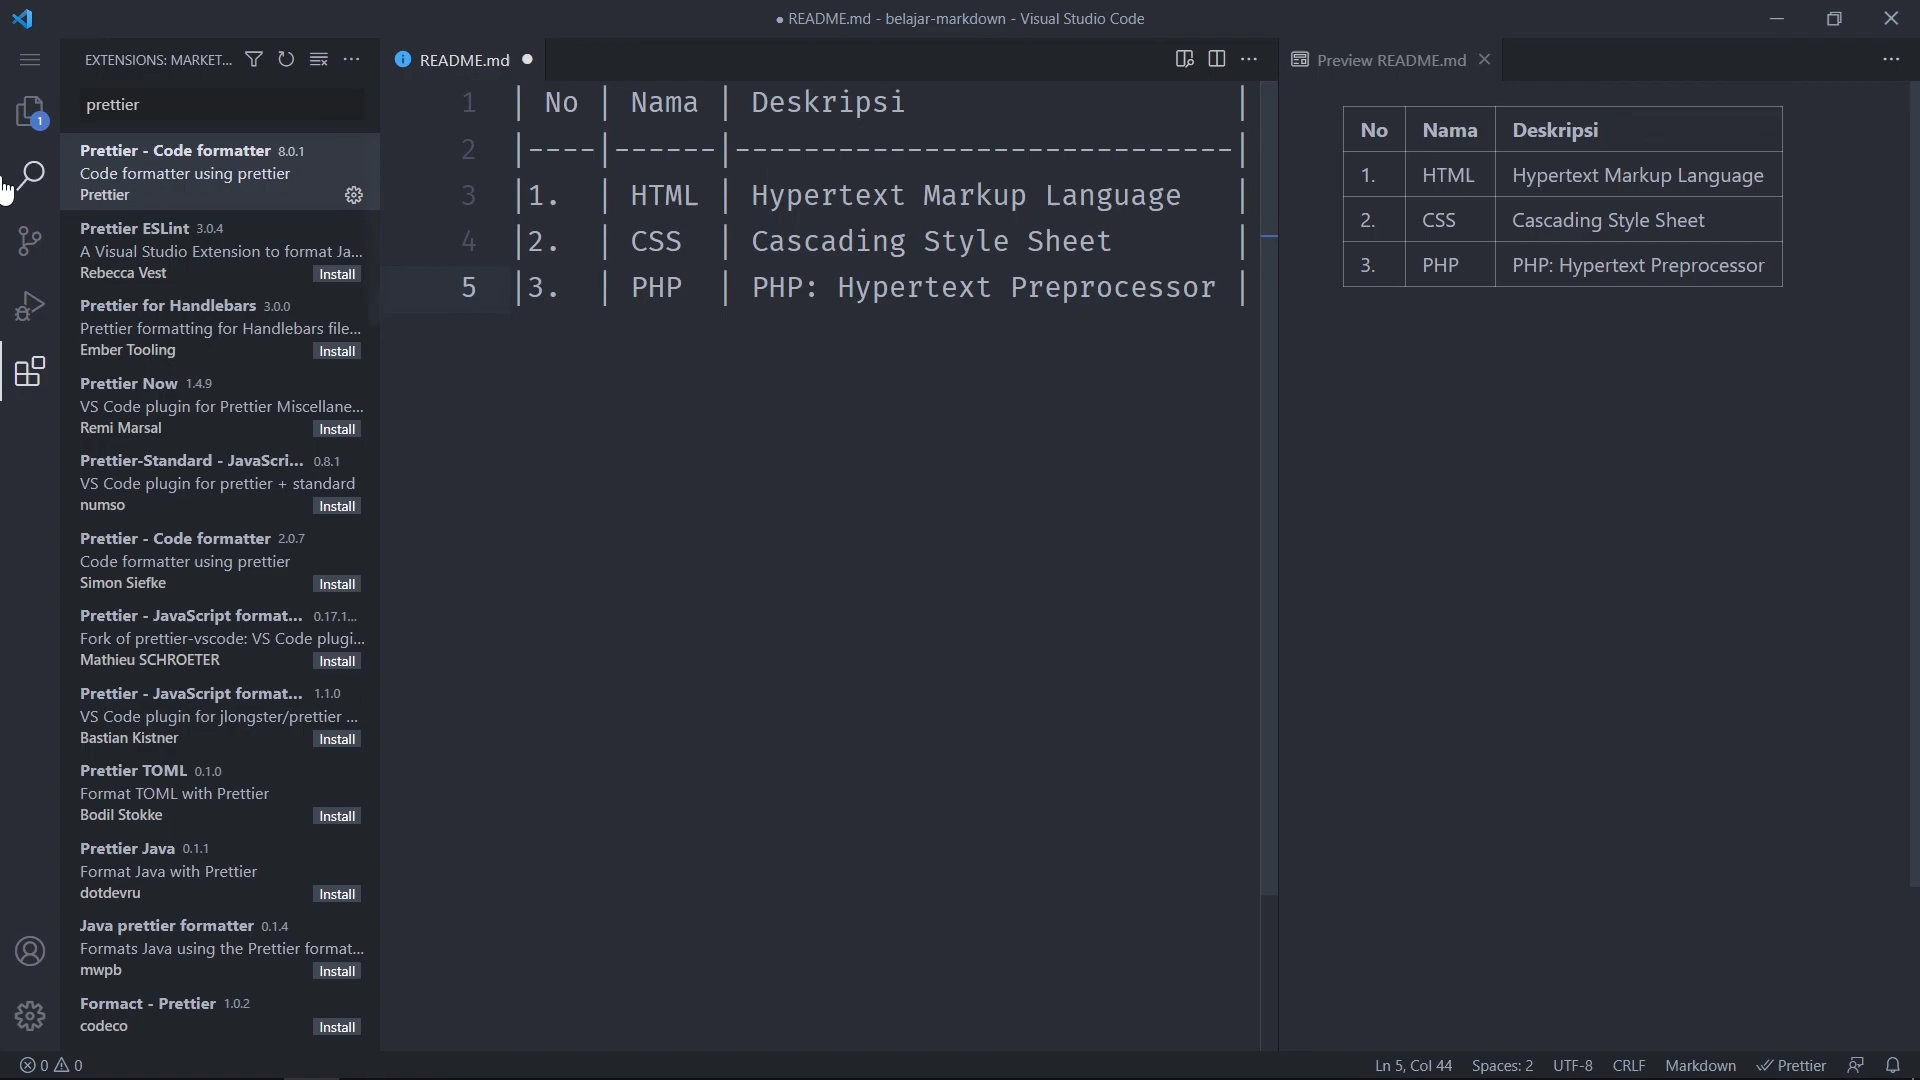 ● README.md - belajar-markdown - Visual Studio Code
EXTENSIONS: MARKET...
prettier
1
Prettier - Code formatter 8.0.1
Code formatter using prettier
Prettier
Prettier ESLint 3.0.4
A Visual Studio Extension to format Ja...
Rebecca Vest Install
Prettier for Handlebars 3.0.0
Prettier formatting for Handlebars file...
Ember Tooling Install
Prettier Now 1.4.9
VS Code plugin for Prettier Miscellane...
Remi Marsal Install
Prettier-Standard - JavaScri... 0.8.1
VS Code plugin for prettier + standard
numso Install
Prettier - Code formatter 2.0.7
Code formatter using prettier
Simon Siefke Install
Prettier - JavaScript format... 0.17.1...
Fork of prettier-vscode: VS Code plugi...
Mathieu SCHROETER Install
Prettier - JavaScript format... 1.1.0
VS Code plugin for jlongster/prettier ...
Bastian Kistner Install
Prettier TOML 0.1.0
Format TOML with Prettier
Bodil Stokke Install
Prettier Java 0.1.1
Format Java with Prettier
dotdevru Install
Java prettier formatter 0.1.4
Formats Java using the Prettier format...
mwpb Install
Formact - Prettier 1.0.2
codeco Install
README.md ●
1 | No | Nama | Deskripsi |
2 |----|------|-----------------------------|
3 |1. | HTML | Hypertext Markup Language |
4 |2. | CSS | Cascading Style Sheet |
5 |3. | PHP | PHP: Hypertext Preprocessor |
Preview README.md
No Nama Deskripsi
1. HTML Hypertext Markup Language
2. CSS Cascading Style Sheet
3. PHP PHP: Hypertext Preprocessor
0 0 Ln 5, Col 44 Spaces: 2 UTF-8 CRLF Markdown Prettier